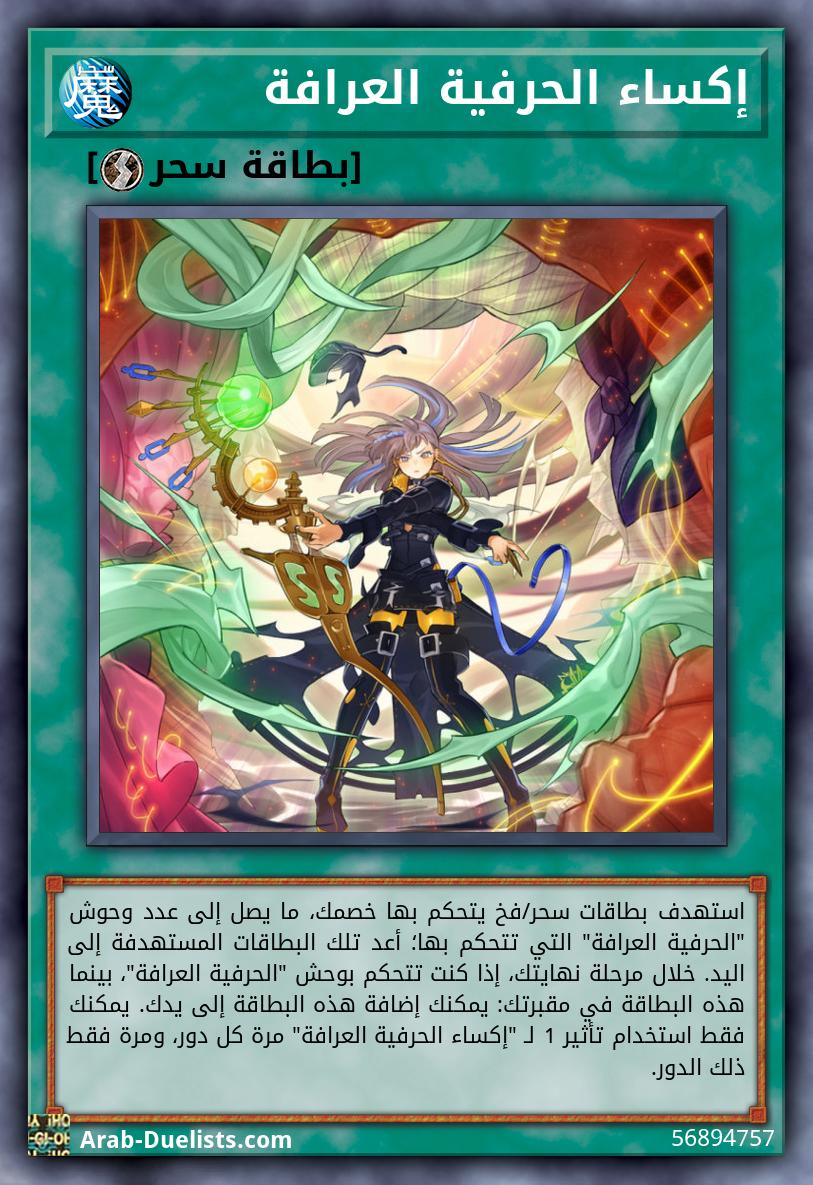 إكساء الحرفية العرافة
魔
[بطاقة سحر]
استهدف بطاقات سحر/فخ يتحكم بها خصمك، ما يصل إلى عدد وحوش
"الحرفية العرافة" التي تتحكم بها؛ أعد تلك البطاقات المستهدفة إلى
اليد. خلال مرحلة نهايتك، إذا كنت تتحكم بوحش "الحرفية العرافة"، بينما
هذه البطاقة في مقبرتك: يمكنك إضافة هذه البطاقة إلى يدك. يمكنك
فقط استخدام تأثير 1 لـ "إكساء الحرفية العرافة" مرة كل دور، ومرة فقط
ذلك الدور.
Arab-Duelists.com
56894757